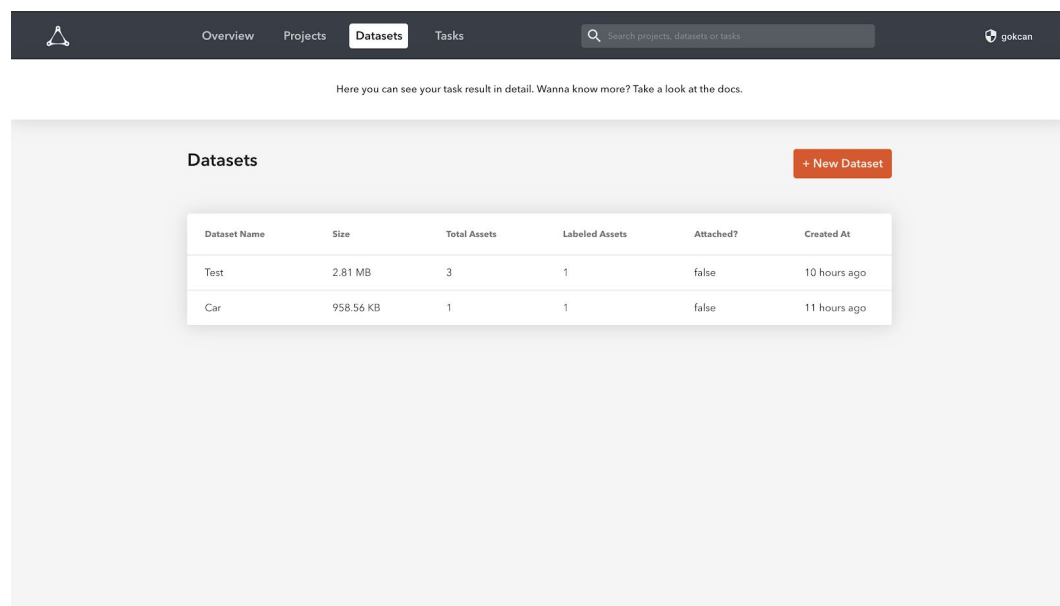 Overview Projects Datasets Tasks Search projects, datasets or tasks gokcan
Here you can see your task result in detail. Wanna know more? Take a look at the docs.
Datasets + New Dataset
Dataset Name Size Total Assets Labeled Assets Attached? Created At
Test 2.81 MB 3 1 false 10 hours ago
Car 958.56 KB 1 1 false 11 hours ago